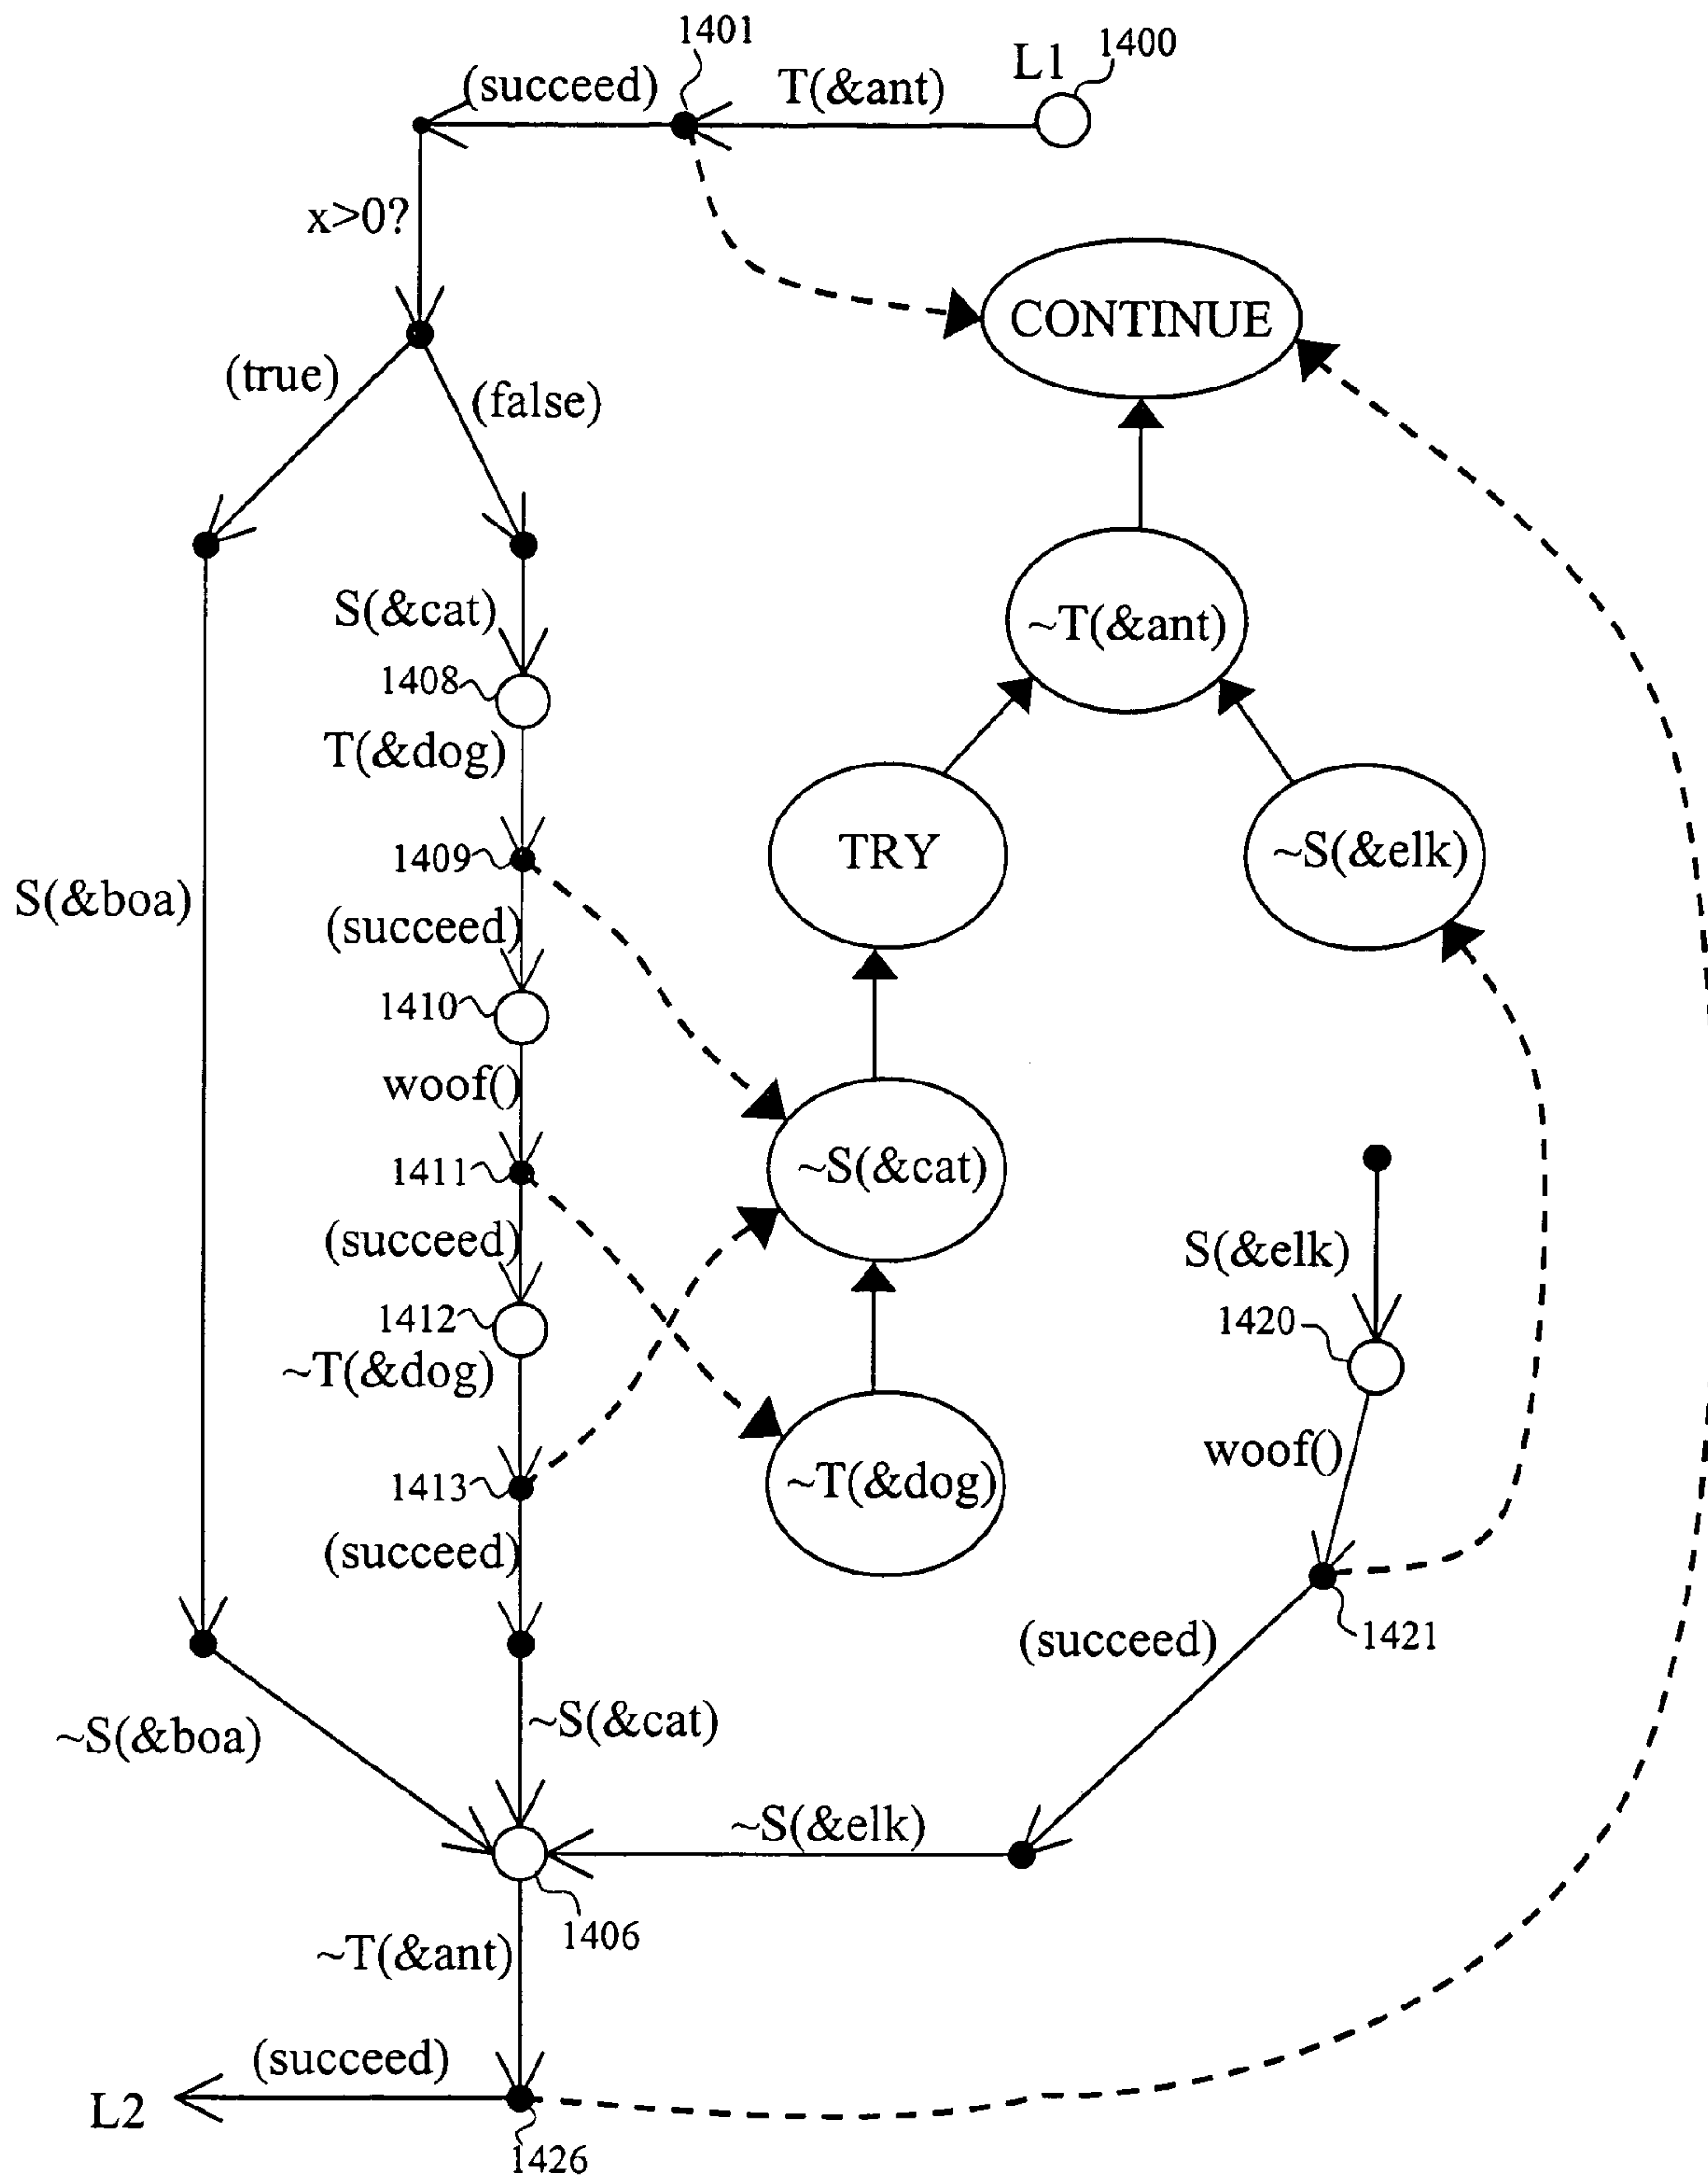 1401
L1
1400
(succeed)
T(&ant)
x>0?
CONTINUE
(true)
(false)
S(&cat)
~T(&ant)
1408
T(&dog)
TRY
~S(&elk)
1409
S(&boa)
(succeed)
1410
woof()
~S(&cat)
1411
(succeed)
S(&elk)
1412
1420
~T(&dog)
woof()
~T(&dog)
1413
(succeed)
(succeed)
1421
~S(&cat)
~S(&boa)
~S(&elk)
1406
~T(&ant)
(succeed)
L2
1426